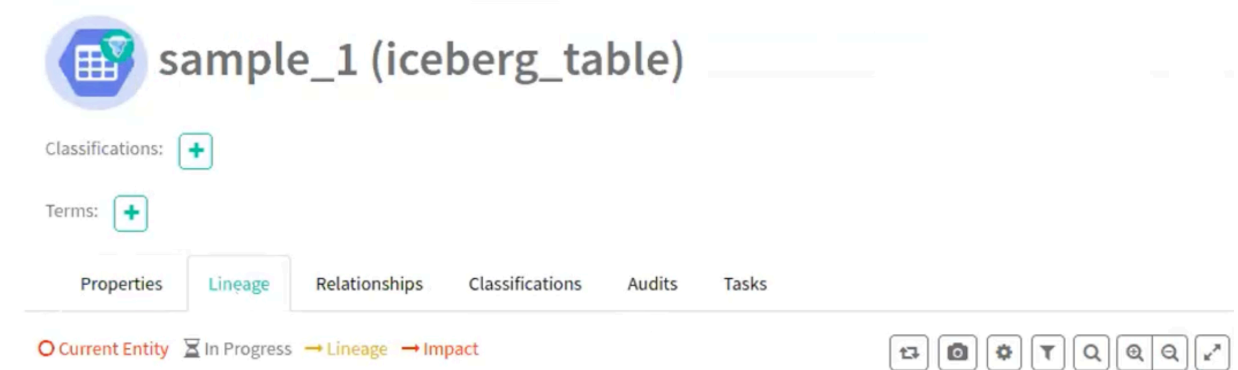 sample_1 (iceberg_table)
Classifications:
Terms:
Properties Lineage Relationships Classifications Audits Tasks
Current Entity In Progress Lineage Impact